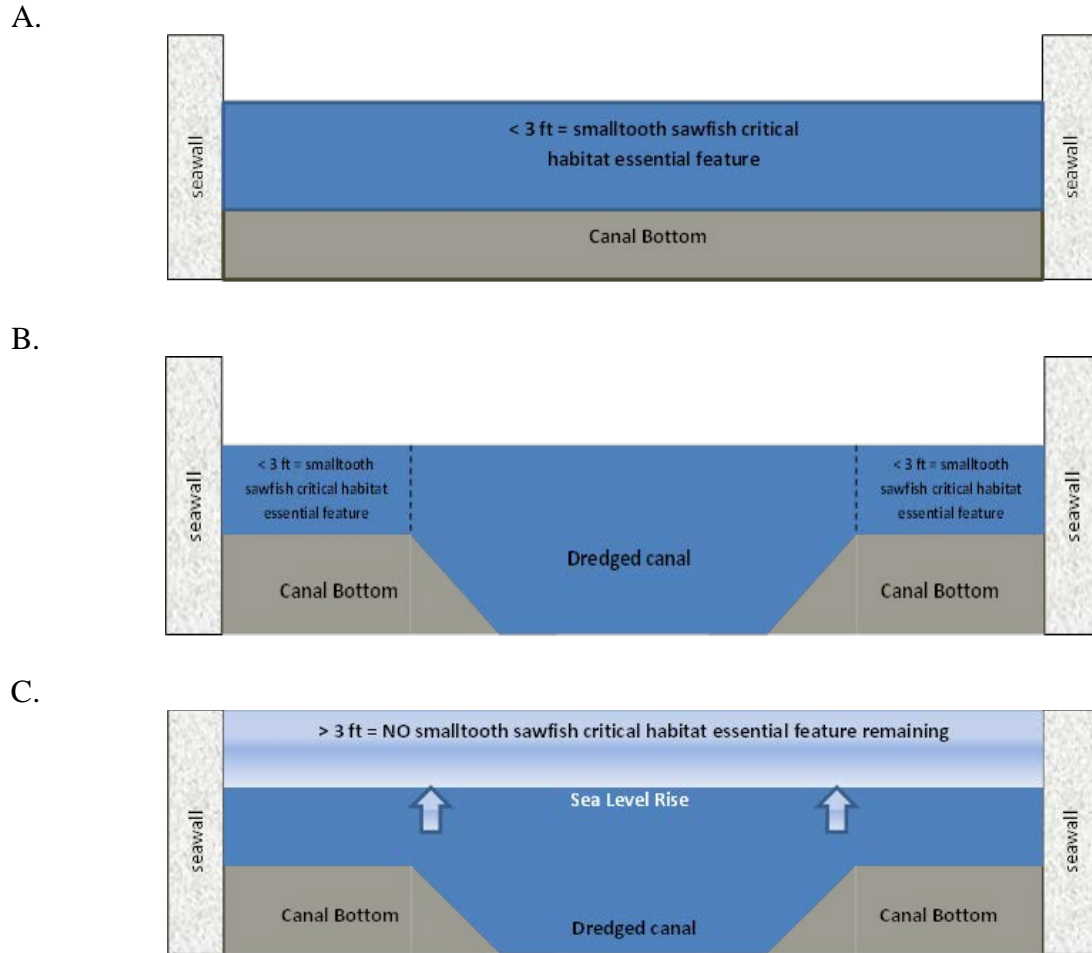 A.
seawall
< 3 ft = smalltooth sawfish critical
habitat essential feature
Canal Bottom
seawall
B.
seawall
< 3 ft = smalltooth
sawfish critical habitat
essential feature
Canal Bottom
Dredged canal
< 3 ft = smalltooth
sawfish critical habitat
essential feature
Canal Bottom
seawall
C.
seawall
> 3 ft = NO smalltooth sawfish critical habitat essential feature remaining
Sea Level Rise
Canal Bottom
Dredged canal
Canal Bottom
seawall